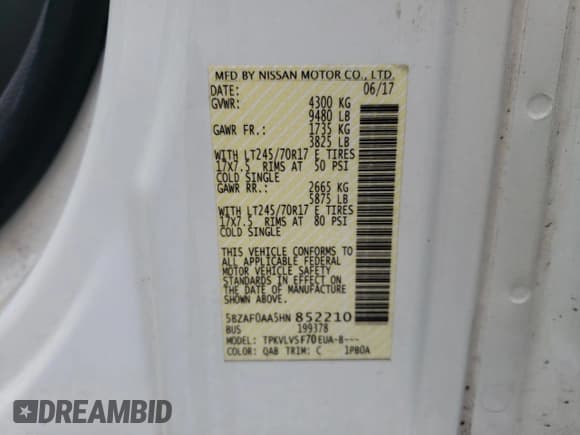 MFD BY NISSAN MOTOR CO., LTD.
DATE: 06/17
GVWR: 4300 KG
9480 LB
GAWR FR.: 1735 KG
3825 LB
WITH LT245/70R17 E TIRES
17X7.5 RIMS AT 50 PSI
COLD SINGLE
GAWR RR.: 2665 KG
5875 LB
WITH LT245/70R17 E TIRES
17X7.5 RIMS AT 80 PSI
COLD SINGLE
THIS VEHICLE CONFORMS TO
ALL APPLICABLE FEDERAL
MOTOR VEHICLE SAFETY
STANDARDS IN EFFECT ON
THE DATE OF MANUFACTURE
SHOWN ABOVE.
5BZAF0AA5HN 852210
BUS 199378
MODEL: TPKVLVSF70EUA-B---
COLOR: QAB TRIM: C 1PB0A
DREAMBID